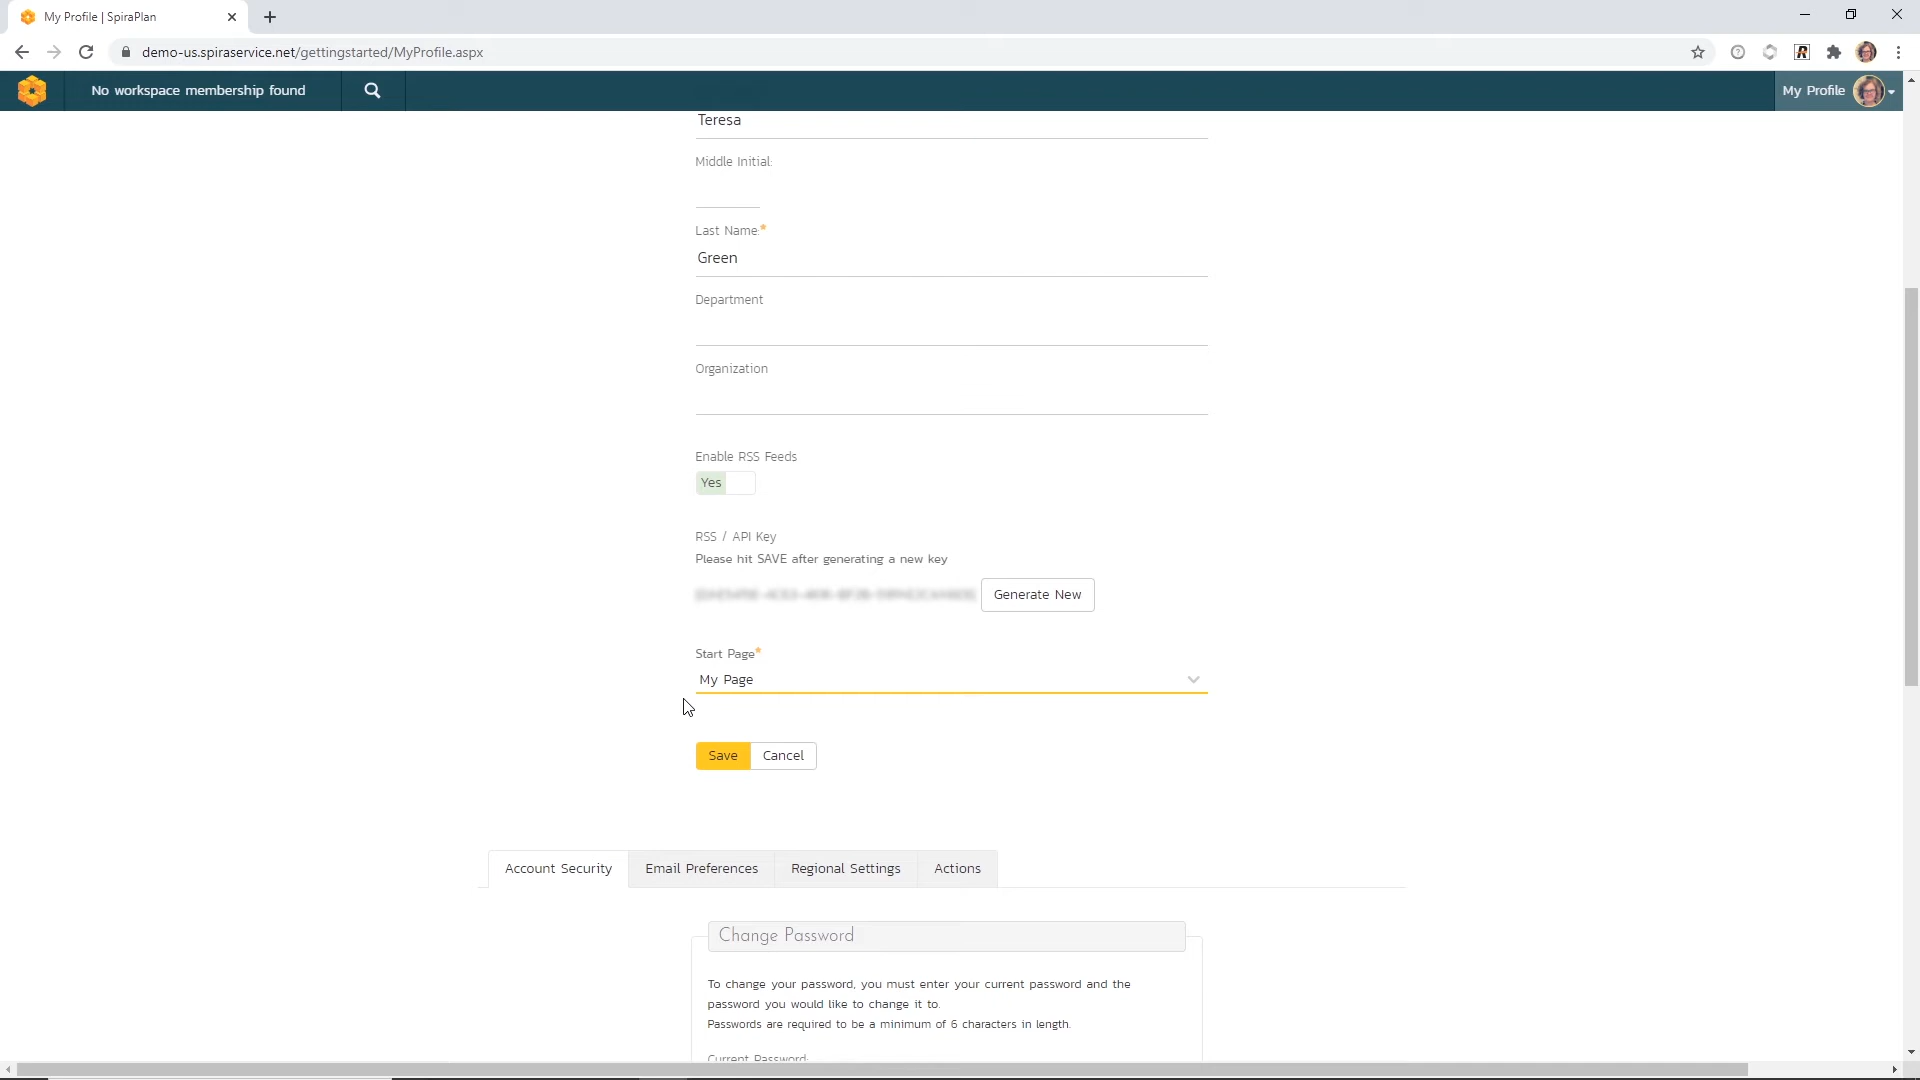 My Profile | SpiraPlan
demo-us.spiraservice.net/gettingstarted/MyProfile.aspx
No workspace membership found
My Profile
Teresa
Middle Initial:
Last Name:*
Green
Department
Organization
Enable RSS Feeds
Yes
RSS / API Key
Please hit SAVE after generating a new key
Generate New
Start Page*
My Page
Save Cancel
Account Security Email Preferences Regional Settings Actions
Change Password
To change your password, you must enter your current password and the
password you would like to change it to.
Passwords are required to be a minimum of 6 characters in length.
Current Password: